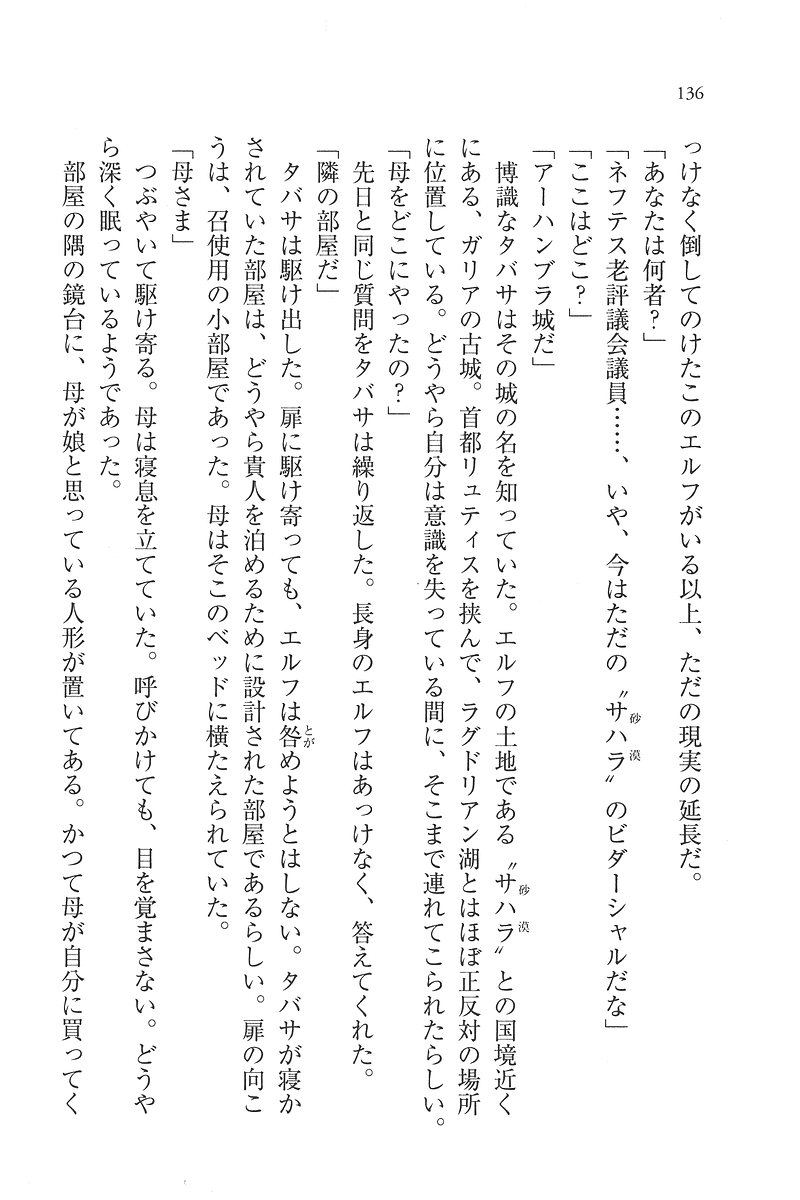 136
っけなく倒してのけたこのエルフがいる以上、ただの現実の延長だ。
「あなたは何者？」
「ネフテス老評議会議員……、いや、今はただの〝サハラ〟のビダーシャルだな」
砂漠
「ここはどこ？」
「アーハンブラ城だ」
博識なタバサはその城の名を知っていた。エルフの土地である〝サハラ〟との国境近く
砂漠
にある、ガリアの古城。首都リュティスを挟んで、ラグドリアン湖とはほぼ正反対の場所
に位置している。どうやら自分は意識を失っている間に、そこまで連れてこられたらしい。
「母をどこにやったの？」
先日と同じ質問をタバサは繰り返した。長身のエルフはあっけなく、答えてくれた。
「隣の部屋だ」
タバサは駆け出した。扉に駆け寄っても、エルフは咎めようとはしない。タバサが寝か
とが
されていた部屋は、どうやら貴人を泊めるために設計された部屋であるらしい。扉の向こ
うは、召使用の小部屋であった。母はそこのベッドに横たえられていた。
「母さま」
つぶやいて駆け寄る。母は寝息を立てていた。呼びかけても、目を覚まさない。どうや
ら深く眠っているようであった。
部屋の隅の鏡台に、母が娘と思っている人形が置いてある。かつて母が自分に買ってく